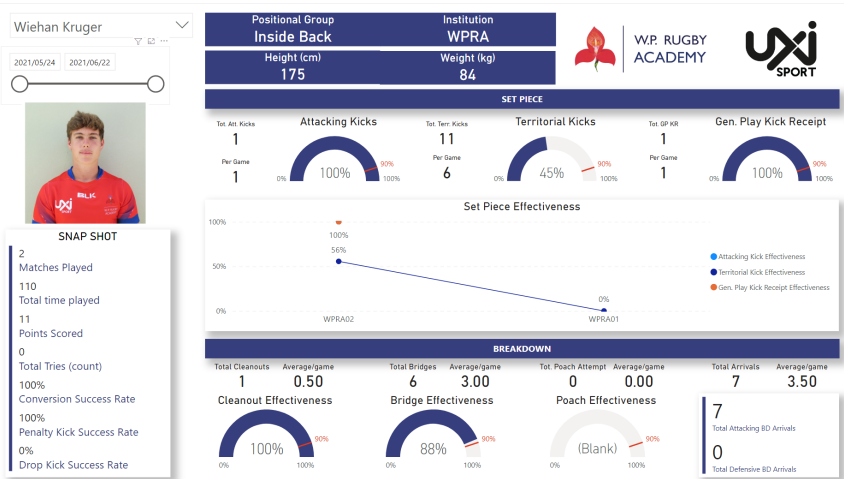 Wiehan Kruger
2021/05/24 2021/06/22
Positional Group
Inside Back
Institution
WPRA
Height (cm)
175
Weight (kg)
84
W.P. RUGBY
ACADEMY
UXi
SPORT
SET PIECE
Tot. Att. Kicks
1
Per Game
1
Attacking Kicks
0% 100% 90% 100%
Tot. Terr. Kicks
11
Per Game
6
Territorial Kicks
0% 45% 90% 100%
Tot. GP KR
1
Per Game
1
Gen. Play Kick Receipt
0% 100% 90% 100%
BLK
UXi
SNAP SHOT
2
Matches Played
110
Total time played
11
Points Scored
0
Total Tries (count)
100%
Conversion Success Rate
100%
Penalty Kick Success Rate
0%
Drop Kick Success Rate
Set Piece Effectiveness
100%
50%
0%
100%
56%
0%
WPRA02 WPRA01
Attacking Kick Effectiveness
Territorial Kick Effectiveness
Gen. Play Kick Receipt Effectiveness
BREAKDOWN
Total Cleanouts Average/game
1 0.50
Cleanout Effectiveness
0% 100% 90% 100%
Total Bridges Average/game
6 3.00
Bridge Effectiveness
0% 88% 90% 100%
Tot. Poach Attempt Average/game
0 0.00
Poach Effectiveness
0% (Blank) 90% 100%
Total Arrivals Average/game
7 3.50
7
Total Attacking BD Arrivals
0
Total Defensive BD Arrivals